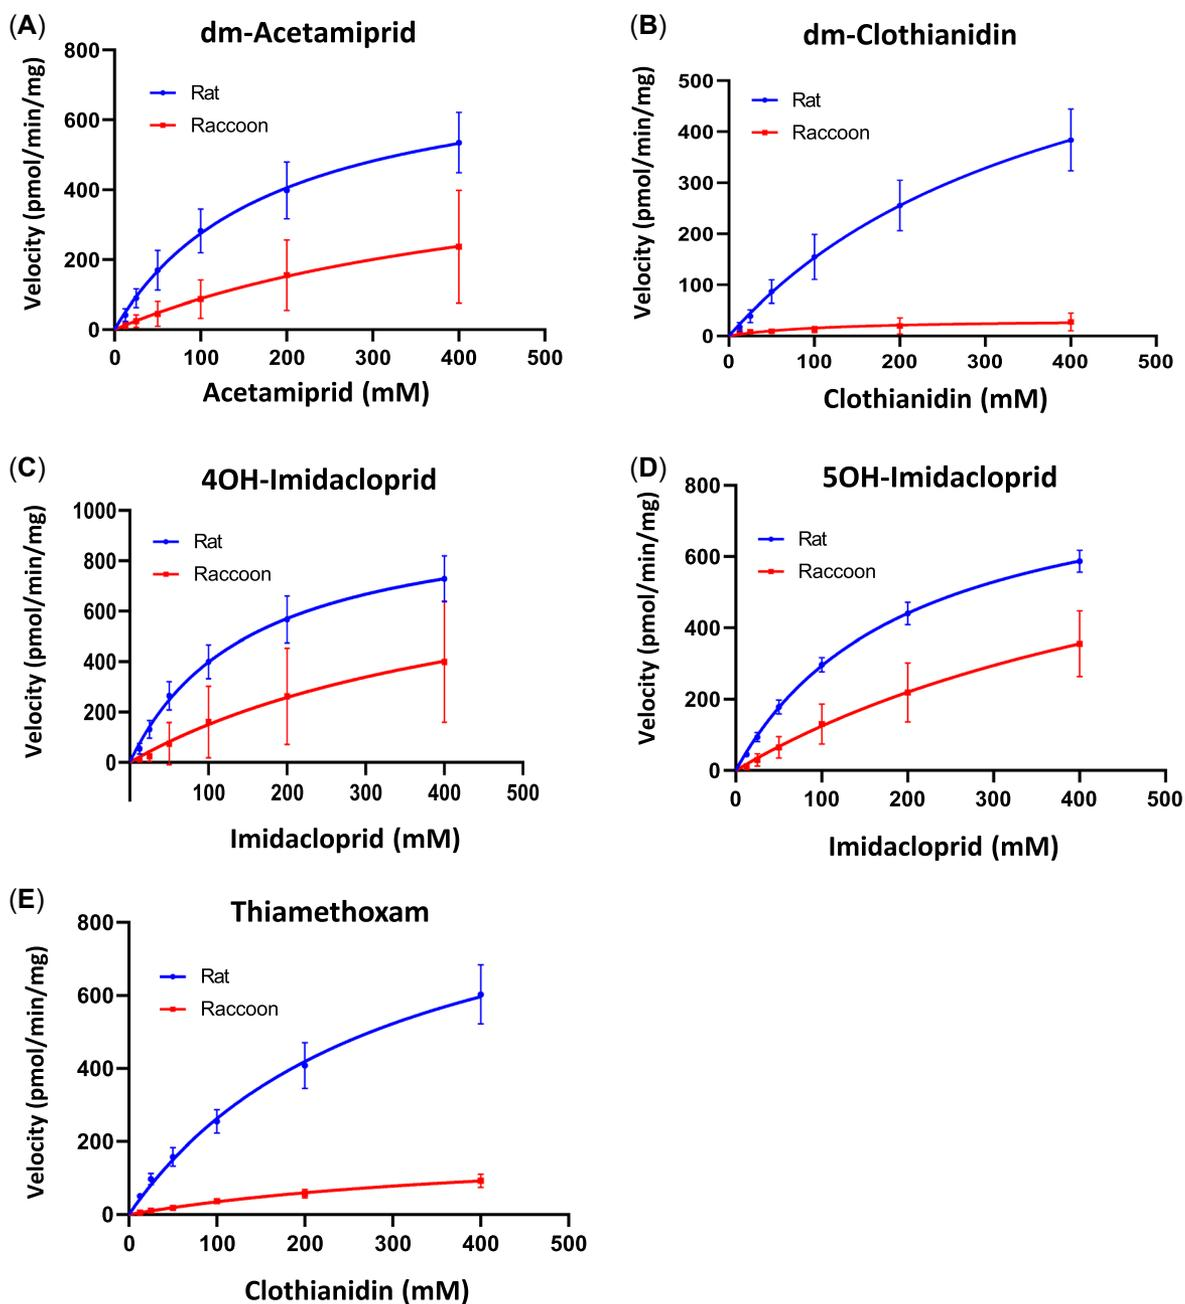 (A)
dm-Acetamiprid
Velocity (pmol/min/mg)
800
600
400
200
0
Rat
Raccoon
0 100 200 300 400 500
Acetamiprid (mM)
(B)
dm-Clothianidin
Velocity (pmol/min/mg)
500
400
300
200
100
0
Rat
Raccoon
0 100 200 300 400 500
Clothianidin (mM)
(C)
4OH-Imidacloprid
Velocity (pmol/min/mg)
1000
800
600
400
200
0
Rat
Raccoon
100 200 300 400 500
Imidacloprid (mM)
(D)
5OH-Imidacloprid
Velocity (pmol/min/mg)
800
600
400
200
0
Rat
Raccoon
0 100 200 300 400 500
Imidacloprid (mM)
(E)
Thiamethoxam
Velocity (pmol/min/mg)
800
600
400
200
0
Rat
Raccoon
0 100 200 300 400 500
Clothianidin (mM)